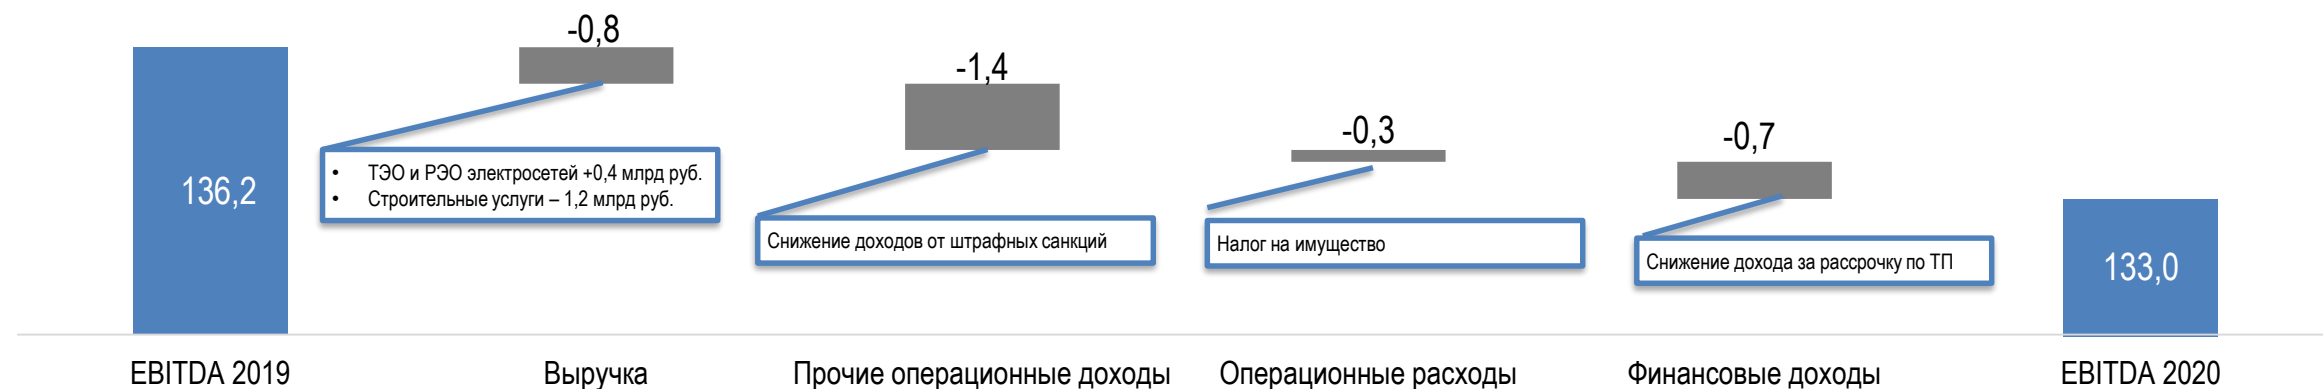 -0,8
-1,4
-0,3
-0,7
136,2
• ТЭО и РЭО электросетей +0,4 млрд руб.
• Строительные услуги – 1,2 млрд руб.
Снижение доходов от штрафных санкций
Налог на имущество
Снижение дохода за рассрочку по ТП
133,0
EBITDA 2019
Выручка
Прочие операционные доходы
Операционные расходы
Финансовые доходы
EBITDA 2020